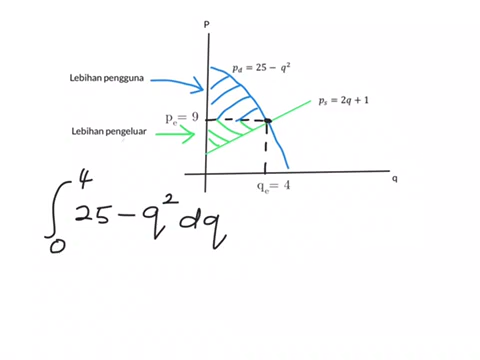 P
p_d = 25 − q²
Lebihan pengguna
p_s = 2q + 1
p_e = 9
Lebihan pengeluar
q
q_e = 4
∫₀⁴ 25 − q² dq